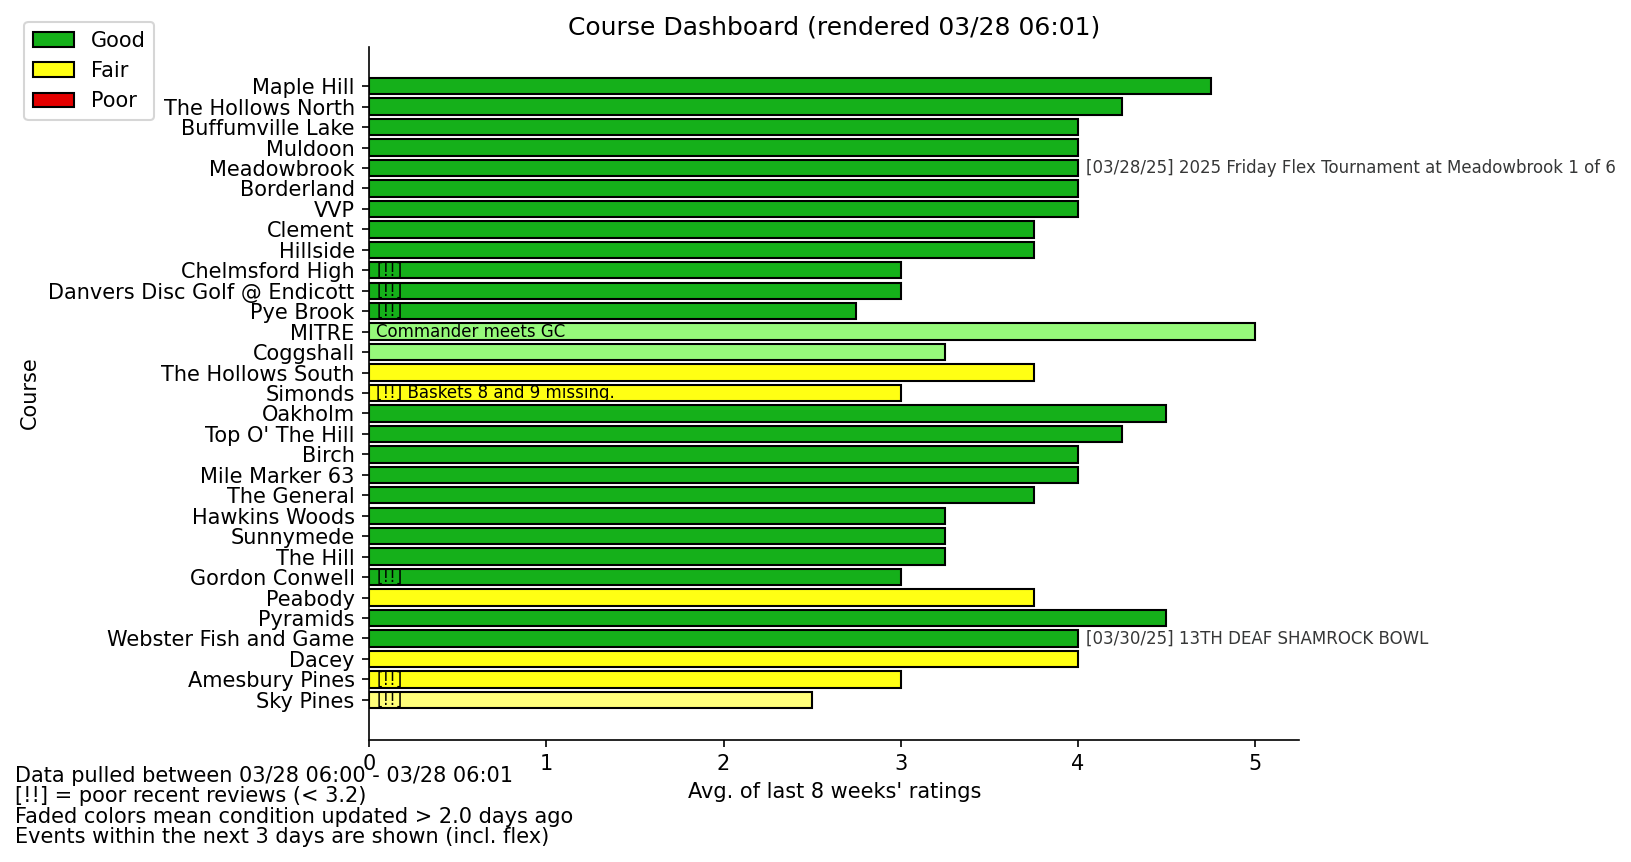 Course Dashboard (rendered 03/28 06:01)
Good
Fair
Poor
Maple Hill
The Hollows North
Buffumville Lake
Muldoon
Meadowbrook [03/28/25] 2025 Friday Flex Tournament at Meadowbrook 1 of 6
Borderland
VVP
Clement
Hillside
Chelmsford High [!!]
Danvers Disc Golf @ Endicott [!!]
Pye Brook [!!]
MITRE Commander meets GC
Coggshall
The Hollows South
Simonds [!!] Baskets 8 and 9 missing.
Oakholm
Top O' The Hill
Birch
Mile Marker 63
The General
Hawkins Woods
Sunnymede
The Hill
Gordon Conwell [!!]
Peabody
Pyramids
Webster Fish and Game [03/30/25] 13TH DEAF SHAMROCK BOWL
Dacey
Amesbury Pines [!!]
Sky Pines [!!]
Course
0 1 2 3 4 5
Avg. of last 8 weeks' ratings
Data pulled between 03/28 06:00 - 03/28 06:01
[!!] = poor recent reviews (< 3.2)
Faded colors mean condition updated > 2.0 days ago
Events within the next 3 days are shown (incl. flex)